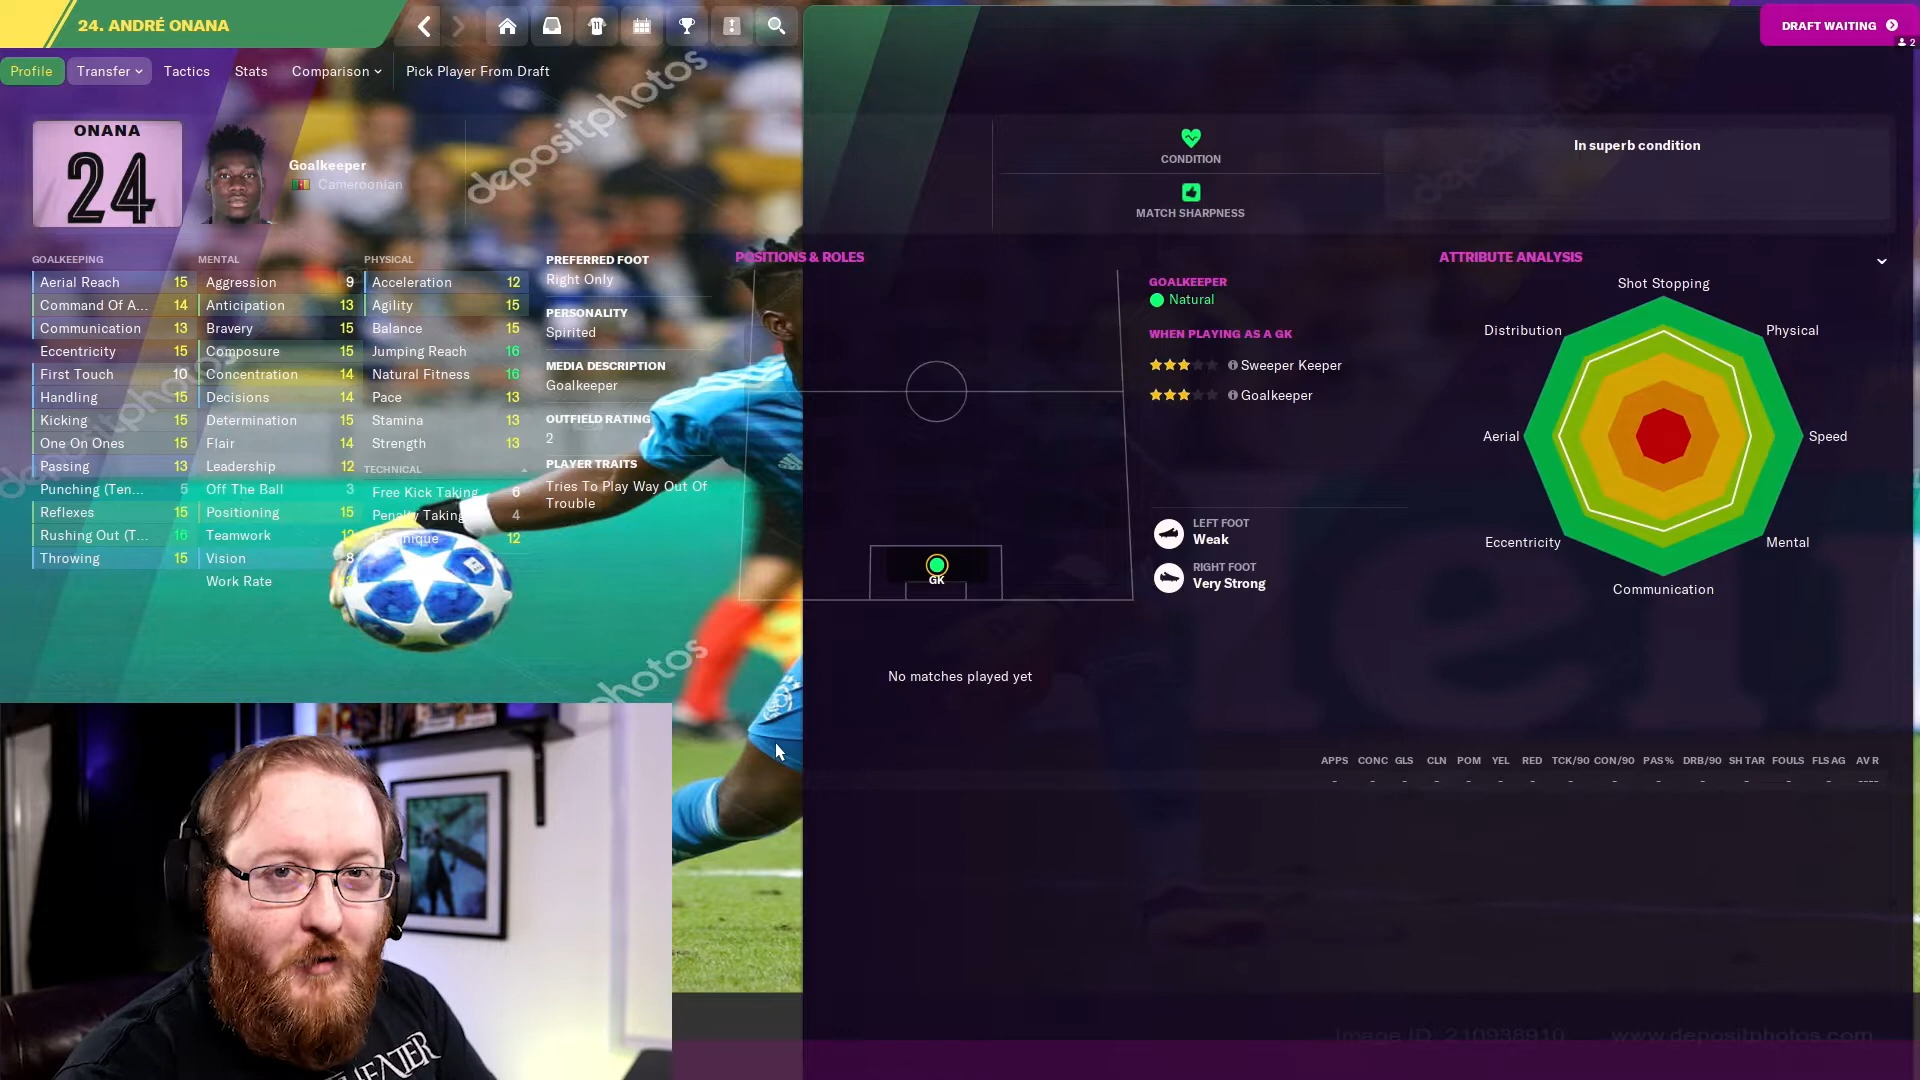 24. ANDRÉ ONANA
DRAFT WAITING
2
Profile
Transfer
Tactics
Stats
Comparison
Pick Player From Draft
depositphotos
ONANA
24
Goalkeeper
Cameroonian
CONDITION
MATCH SHARPNESS
In superb condition
GOALKEEPING
Aerial Reach 15
Command Of A... 14
Communication 13
Eccentricity 15
First Touch 10
Handling 15
Kicking 15
One On Ones 15
Passing 13
Punching (Ten... 5
Reflexes 15
Rushing Out (T... 16
Throwing 15
MENTAL
Aggression 9
Anticipation 13
Bravery 15
Composure 15
Concentration 14
Decisions 14
Determination 15
Flair 14
Leadership 12
Off The Ball 3
Positioning 15
Teamwork
Vision 8
Work Rate
PHYSICAL
Acceleration 12
Agility 15
Balance 15
Jumping Reach 16
Natural Fitness 16
Pace 13
Stamina 13
Strength 13
TECHNICAL
Free Kick Taking 6
Penalty Taking 4
Technique 12
PREFERRED FOOT
Right Only
PERSONALITY
Spirited
MEDIA DESCRIPTION
Goalkeeper
OUTFIELD RATING
2
PLAYER TRAITS
Tries To Play Way Out Of
Trouble
POSITIONS & ROLES
GK
GOALKEEPER
Natural
WHEN PLAYING AS A GK
Sweeper Keeper
Goalkeeper
LEFT FOOT
Weak
RIGHT FOOT
Very Strong
ATTRIBUTE ANALYSIS
Shot Stopping
Distribution
Physical
Aerial
Speed
Eccentricity
Mental
Communication
No matches played yet
APPS CONC GLS CLN POM YEL RED TCK/90 CON/90 PAS % DRB/90 SH TAR FOULS FLS AG AV R
Image ID 210938910 www.depositphotos.com